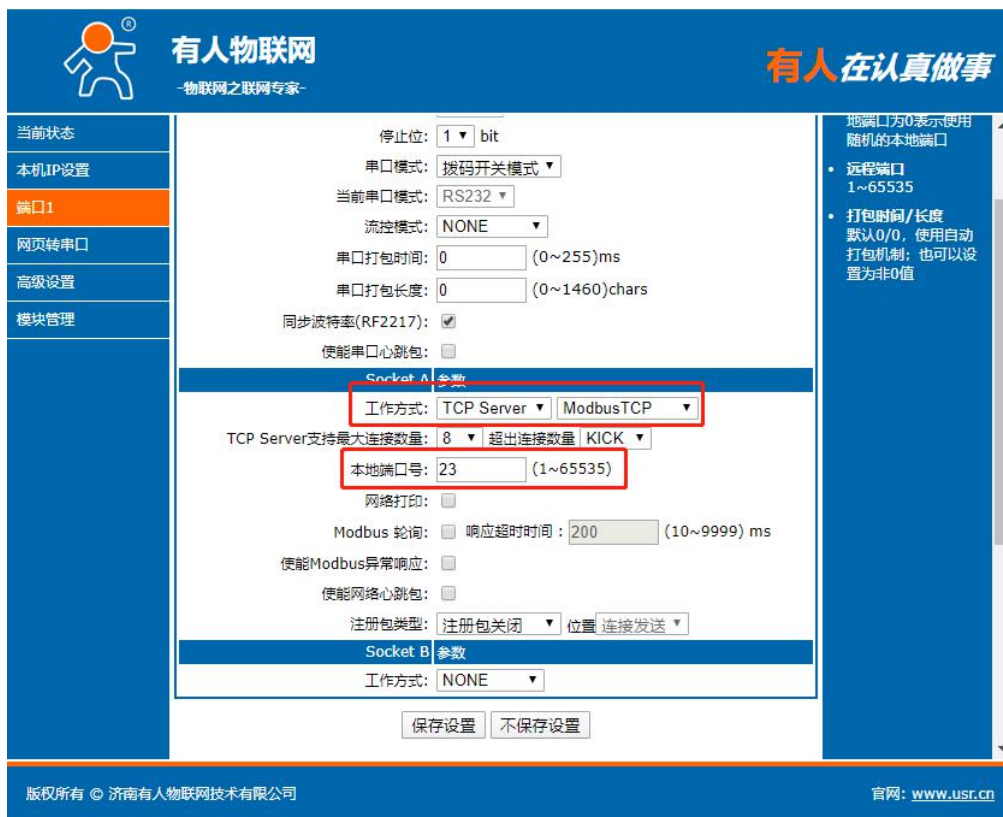 ®
有人物联网
-物联网之联网专家-
有人在认真做事
当前状态
本机IP设置
端口1
网页转串口
高级设置
模块管理
停止位: 1 bit
串口模式: 拨码开关模式
当前串口模式: RS232
流控模式: NONE
串口打包时间: 0 (0~255)ms
串口打包长度: 0 (0~1460)chars
同步波特率(RF2217):
使能串口心跳包:
Socket A 参数
工作方式: TCP Server ModbusTCP
TCP Server支持最大连接数量: 8 超出连接数量 KICK
本地端口号: 23 (1~65535)
网络打印:
Modbus 轮询: 响应超时时间 : 200 (10~9999) ms
使能Modbus异常响应:
使能网络心跳包:
注册包类型: 注册包关闭 位置 连接发送
Socket B 参数
工作方式: NONE
保存设置 不保存设置
地端口为0表示使用
随机的本地端口
• 远程端口
1~65535
• 打包时间/长度
默认0/0，使用自动
打包机制；也可以设
置为非0值
版权所有 © 济南有人物联网技术有限公司
官网: www.usr.cn